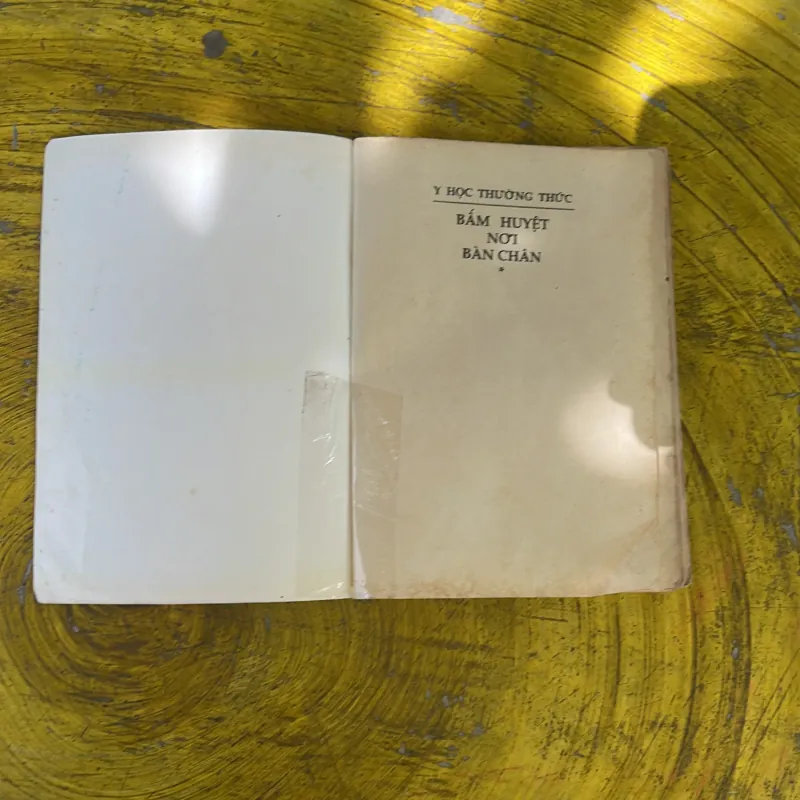 Y HỌC THƯỜNG THỨC
BẤM HUYỆT
NƠI
BÀN CHÂN